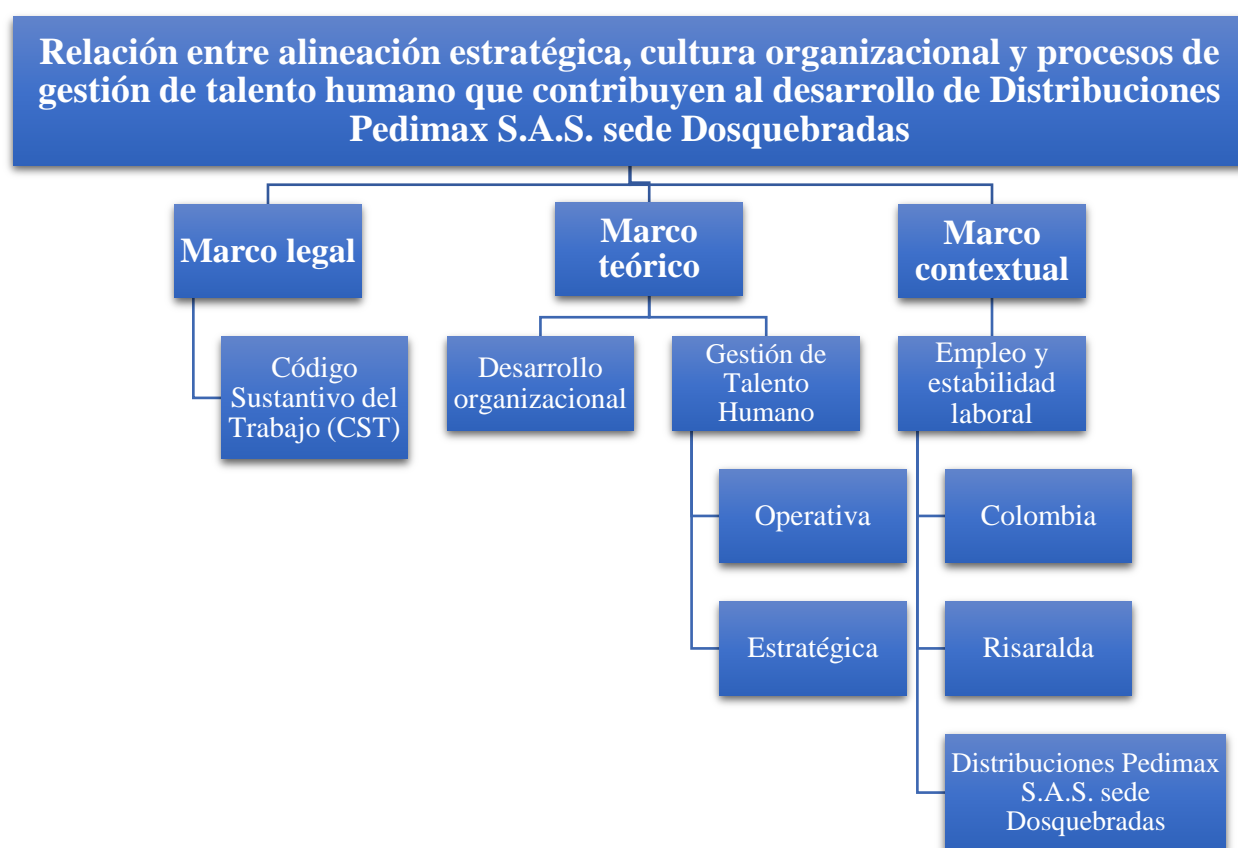 Relación entre alineación estratégica, cultura organizacional y procesos de
gestión de talento humano que contribuyen al desarrollo de Distribuciones
Pedimax S.A.S. sede Dosquebradas
Marco legal
Código
Sustantivo del
Trabajo (CST)
Marco
teórico
Desarrollo
organizacional
Gestión de
Talento
Humano
Operativa
Estratégica
Marco
contextual
Empleo y
estabilidad
laboral
Colombia
Risaralda
Distribuciones Pedimax
S.A.S. sede
Dosquebradas